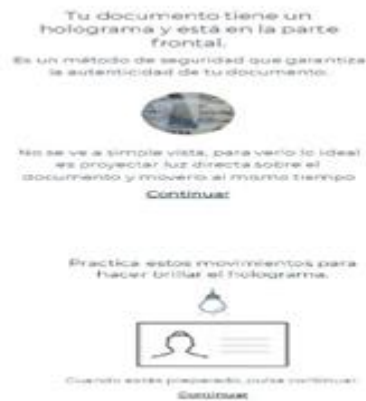 Tu documento tiene un
holograma y está en la parte
frontal.
Es un método de seguridad que garantiza
la autenticidad de tu documento.
No se ve a simple vista, para verlo lo ideal
es proyectar luz directa sobre el
documento y moverlo al mismo tiempo
Continuar
Practica estos movimientos para
hacer brillar el holograma.
Cuando estés preparado, pulsa continuar.
Continuar